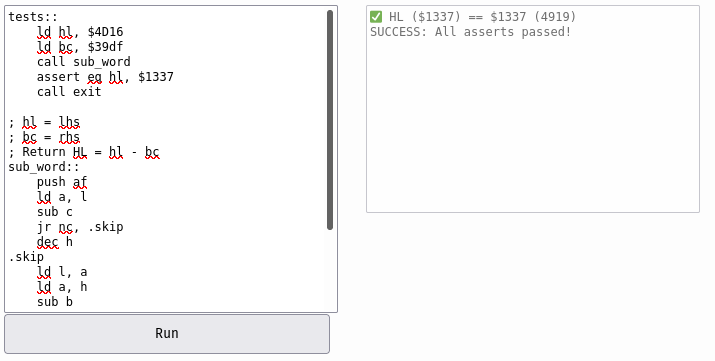 tests::
    ld hl, $4D16
    ld bc, $39df
    call sub_word
    assert eq hl, $1337
    call exit

; hl = lhs
; bc = rhs
; Return HL = hl - bc
sub_word::
    push af
    ld a, l
    sub c
    jr nc, .skip
    dec h
.skip
    ld l, a
    ld a, h
    sub b
Run
✅ HL ($1337) == $1337 (4919)
SUCCESS: All asserts passed!